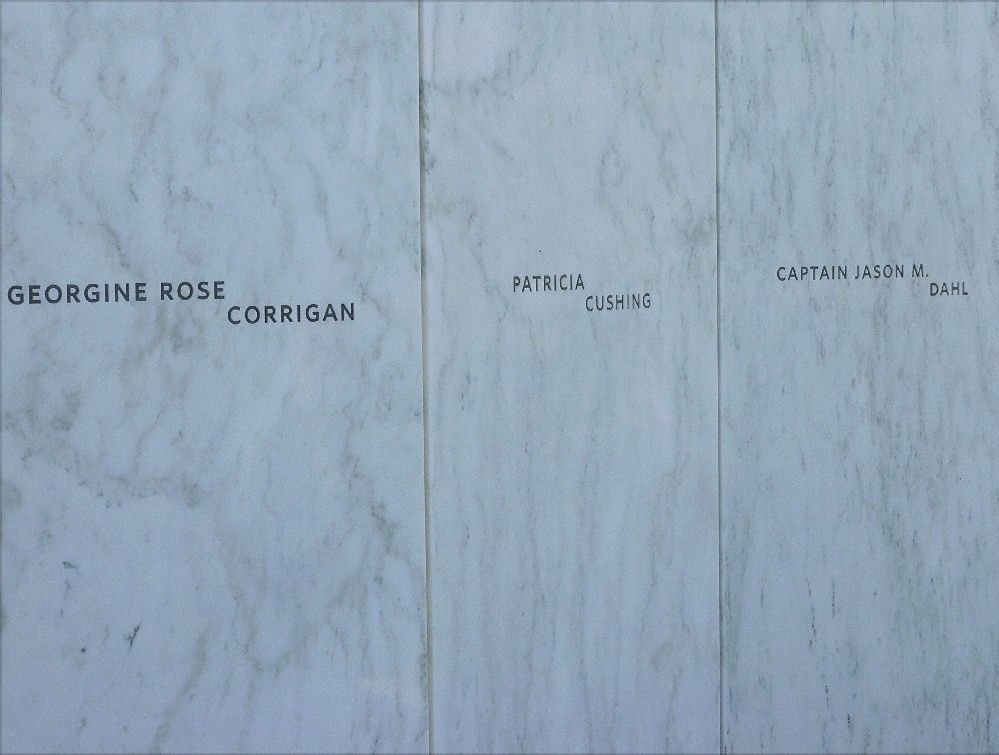 GEORGINE ROSE
CORRIGAN
PATRICIA
CUSHING
CAPTAIN JASON M.
DAHL